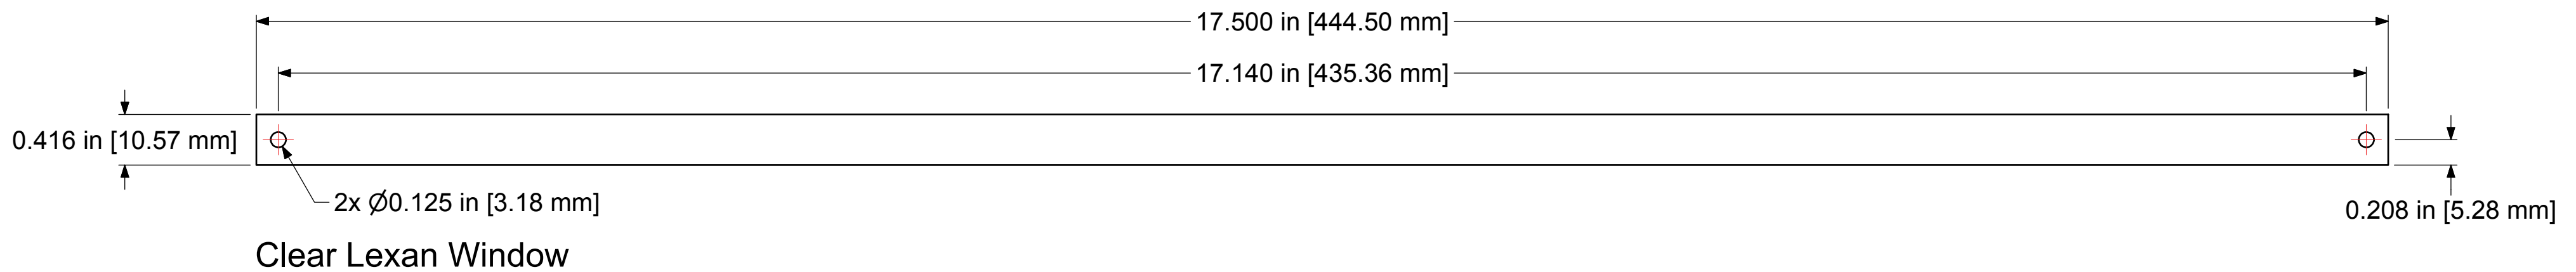 17.500 in [444.50 mm]
17.140 in [435.36 mm]
0.416 in [10.57 mm]
2x Ø0.125 in [3.18 mm]
0.208 in [5.28 mm]
Clear Lexan Window